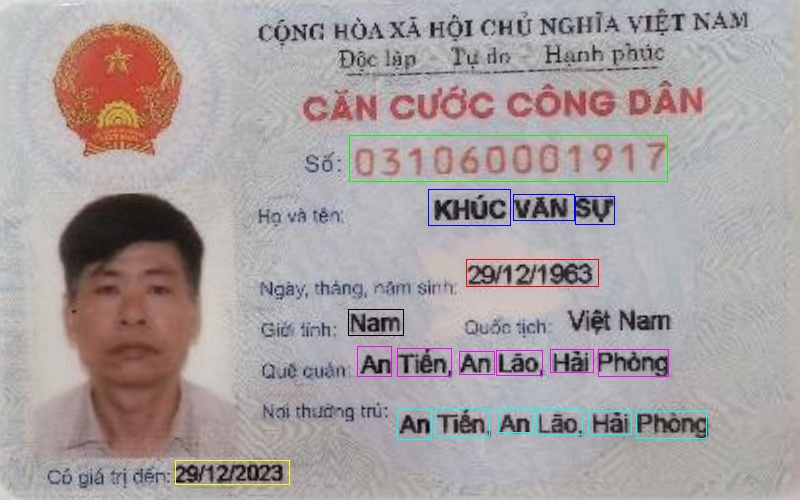 CỘNG HÒA XÃ HỘI CHỦ NGHĨA VIỆT NAM
Độc lập - Tự do - Hạnh phúc
CĂN CƯỚC CÔNG DÂN
Số: 031060001917
Họ và tên: KHÚC VĂN SỰ
Ngày, tháng, năm sinh: 29/12/1963
Giới tính: Nam Quốc tịch: Việt Nam
Quê quán: An Tiến, An Lão, Hải Phòng
Nơi thường trú: An Tiến, An Lão, Hải Phòng
Có giá trị đến: 29/12/2023